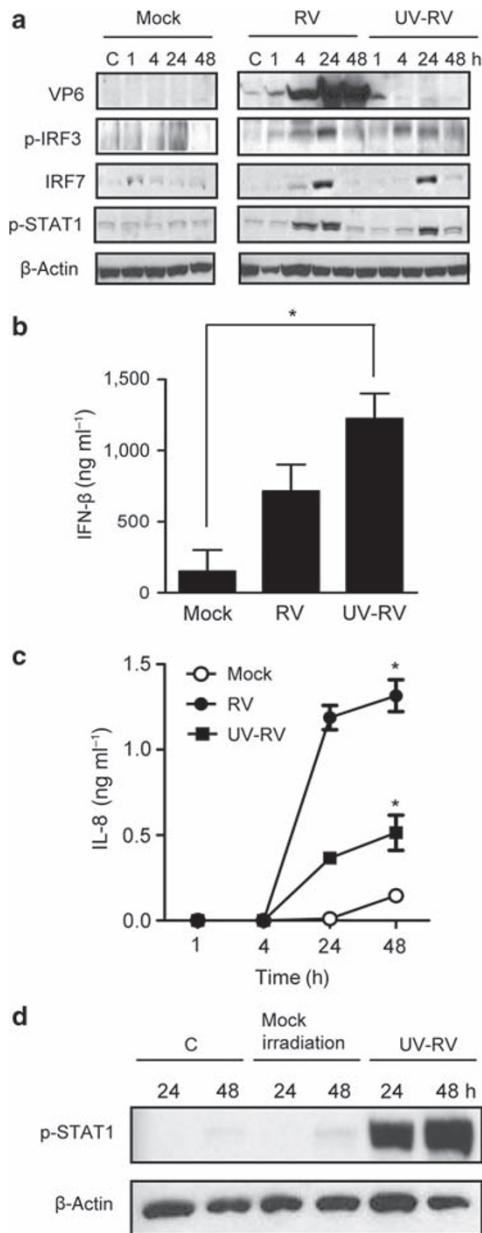 a
Mock RV UV-RV
C 1 4 24 48 C 1 4 24 48 1 4 24 48 h
VP6
p-IRF3
IRF7
p-STAT1
β-Actin
b
*
1,500
1,000
500
0
IFN-β (ng ml⁻¹)
Mock RV UV-RV
c
1.5
1.0
0.5
0.0
IL-8 (ng ml⁻¹)
Mock
RV
UV-RV
*
*
1 4 24 48
Time (h)
d
C Mock irradiation UV-RV
24 48 24 48 24 48 h
p-STAT1
β-Actin